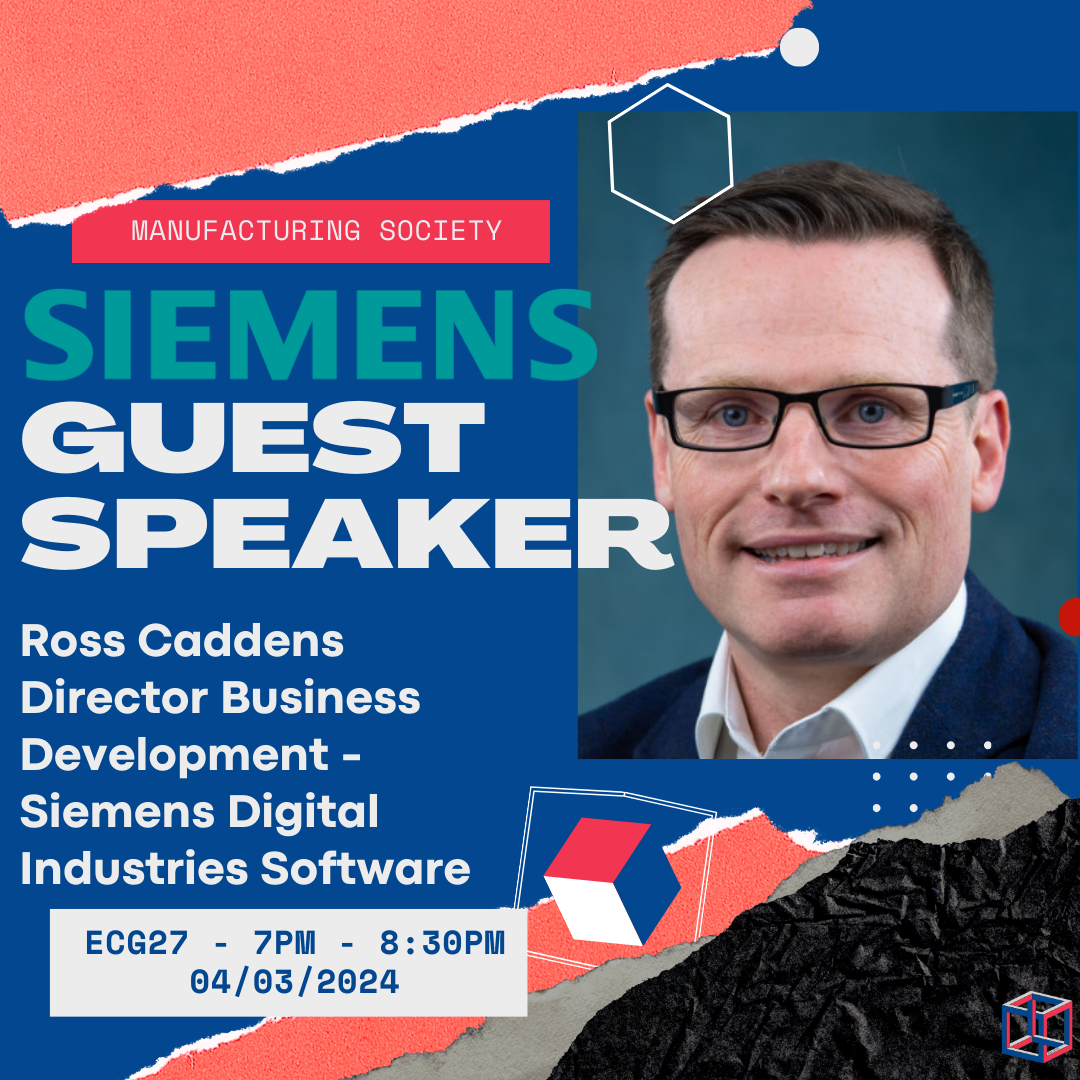 MANUFACTURING SOCIETY
SIEMENS
GUEST
SPEAKER
Ross Caddens
Director Business
Development -
Siemens Digital
Industries Software
ECG27 - 7PM - 8:30PM
04/03/2024